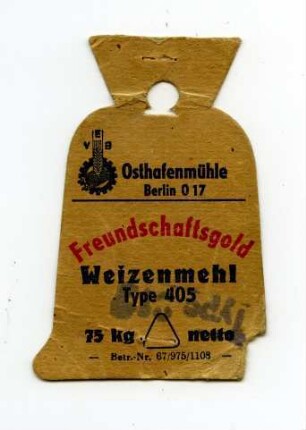 VEB
Osthafenmühle
Berlin O 17
Freundschaftsgold
Weizenmehl
Type 405
75 kg netto
— Betr.-Nr. 67/975/1108 —